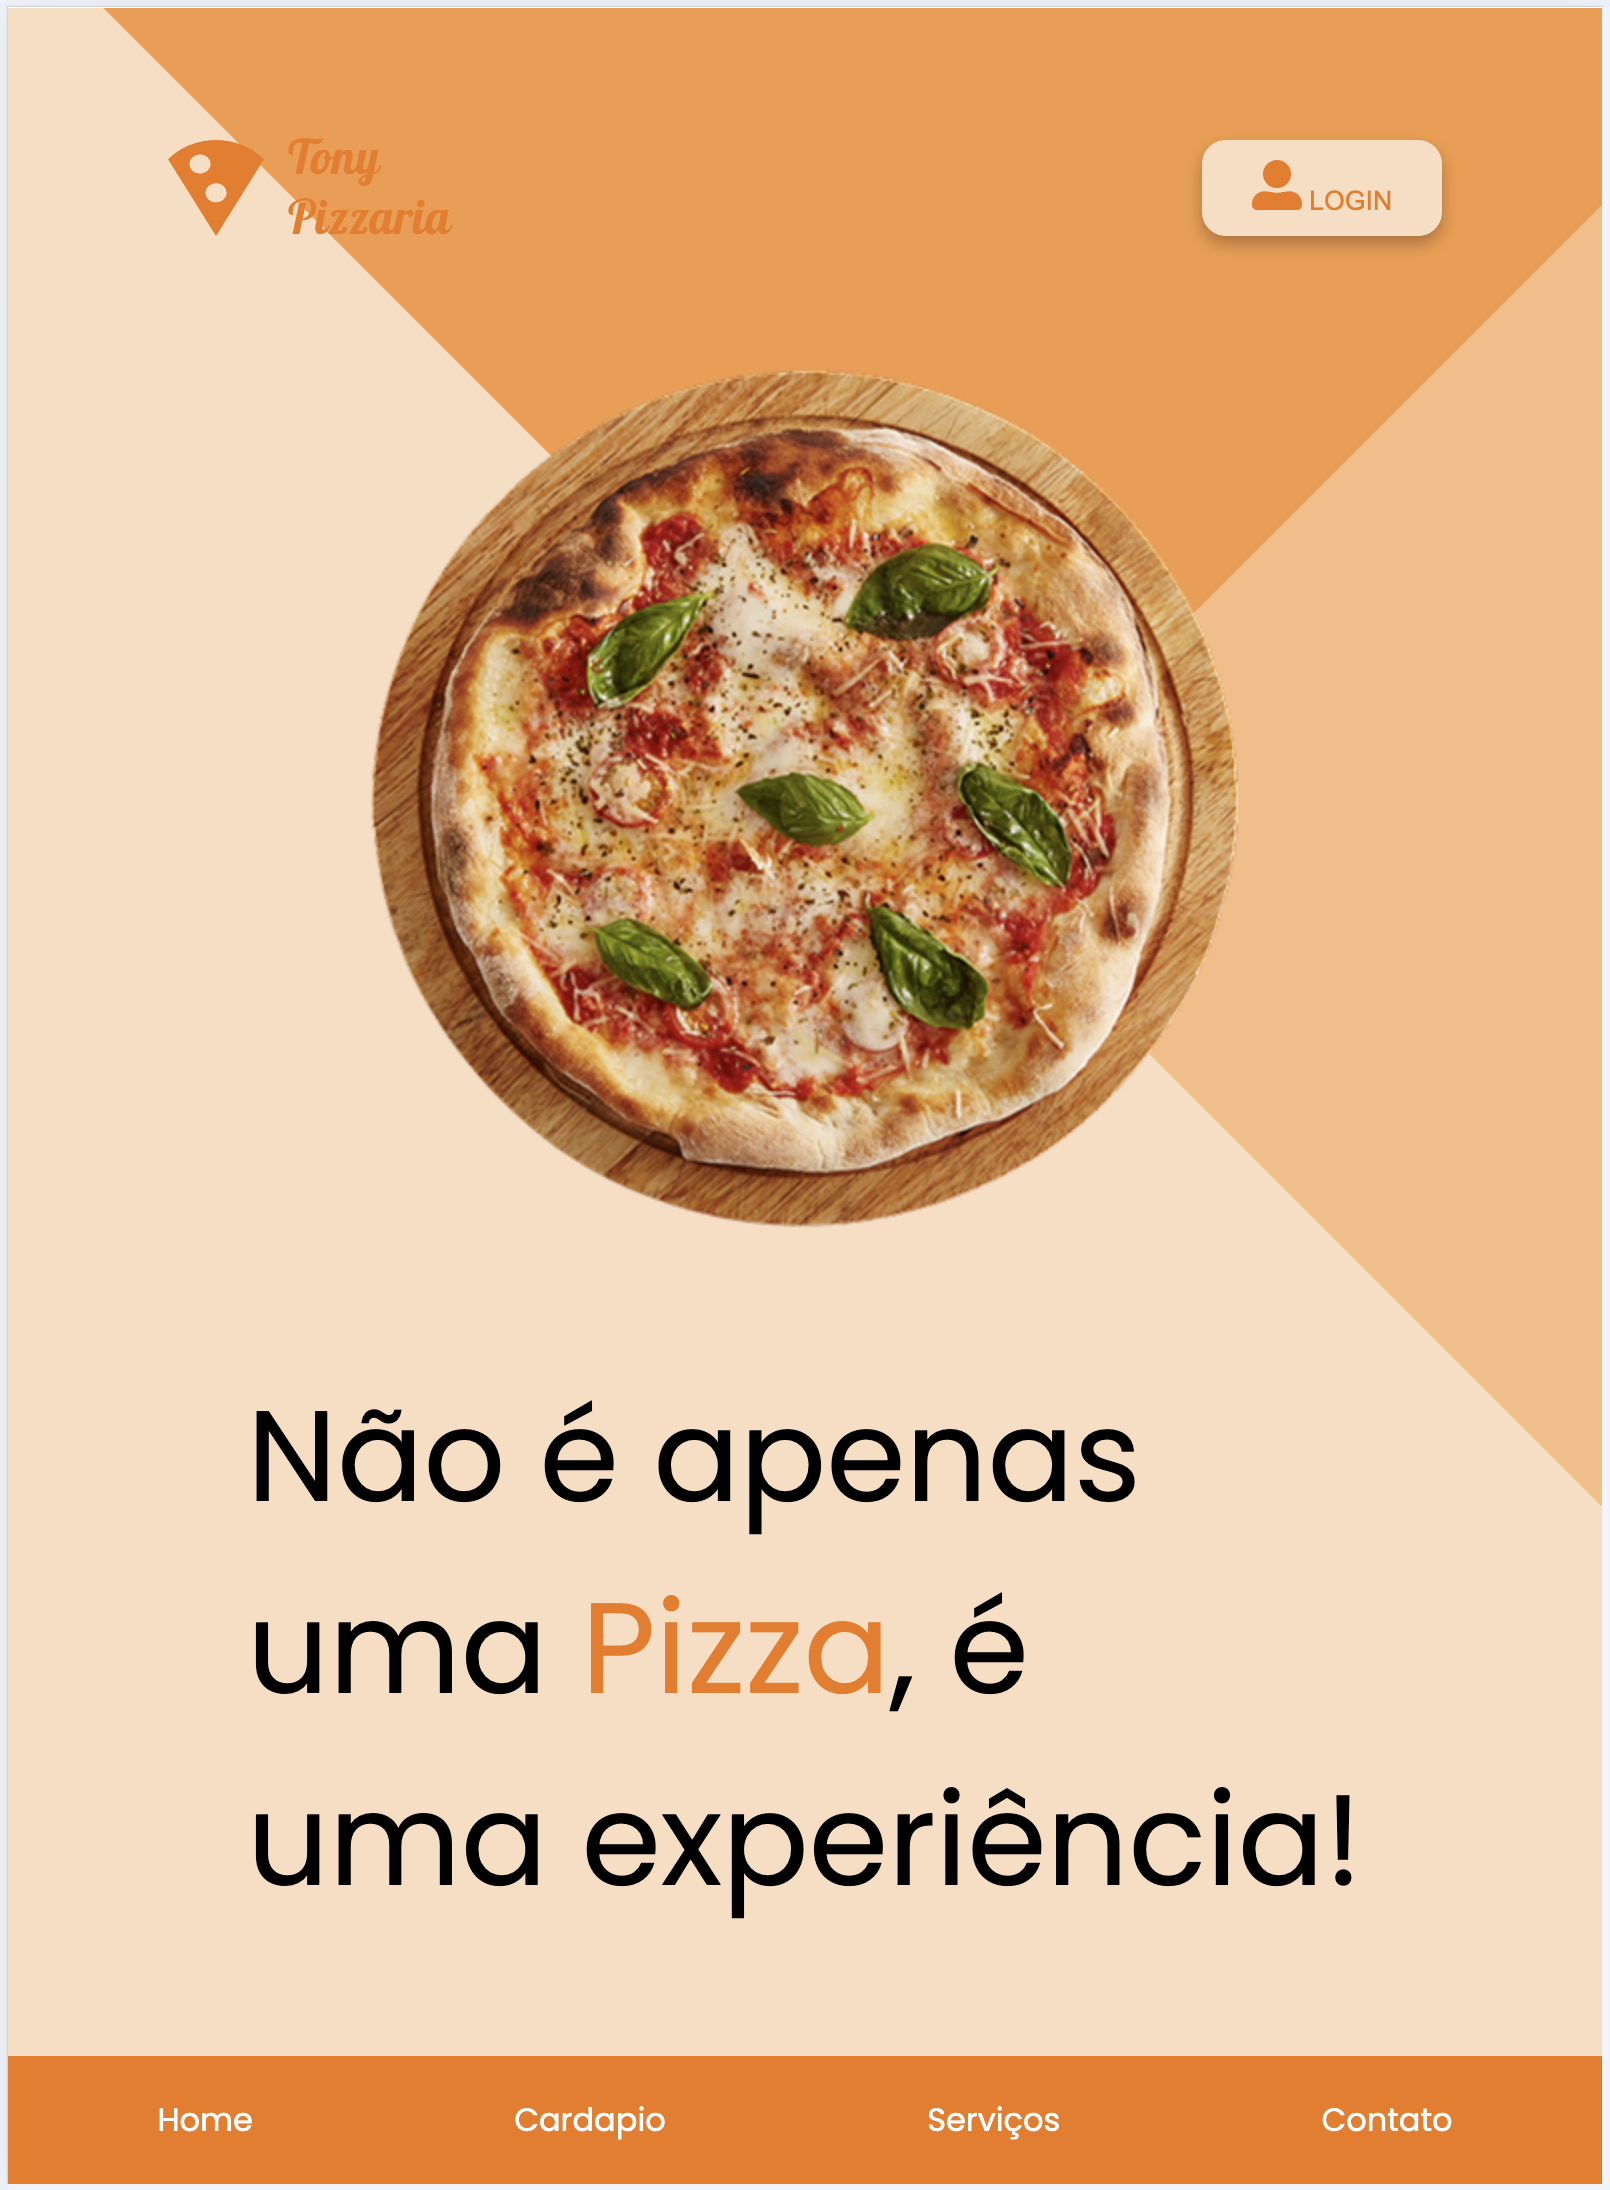 Tony
Pizzaria
LOGIN
Não é apenas
uma Pizza, é
uma experiência!
Home
Cardapio
Serviços
Contato